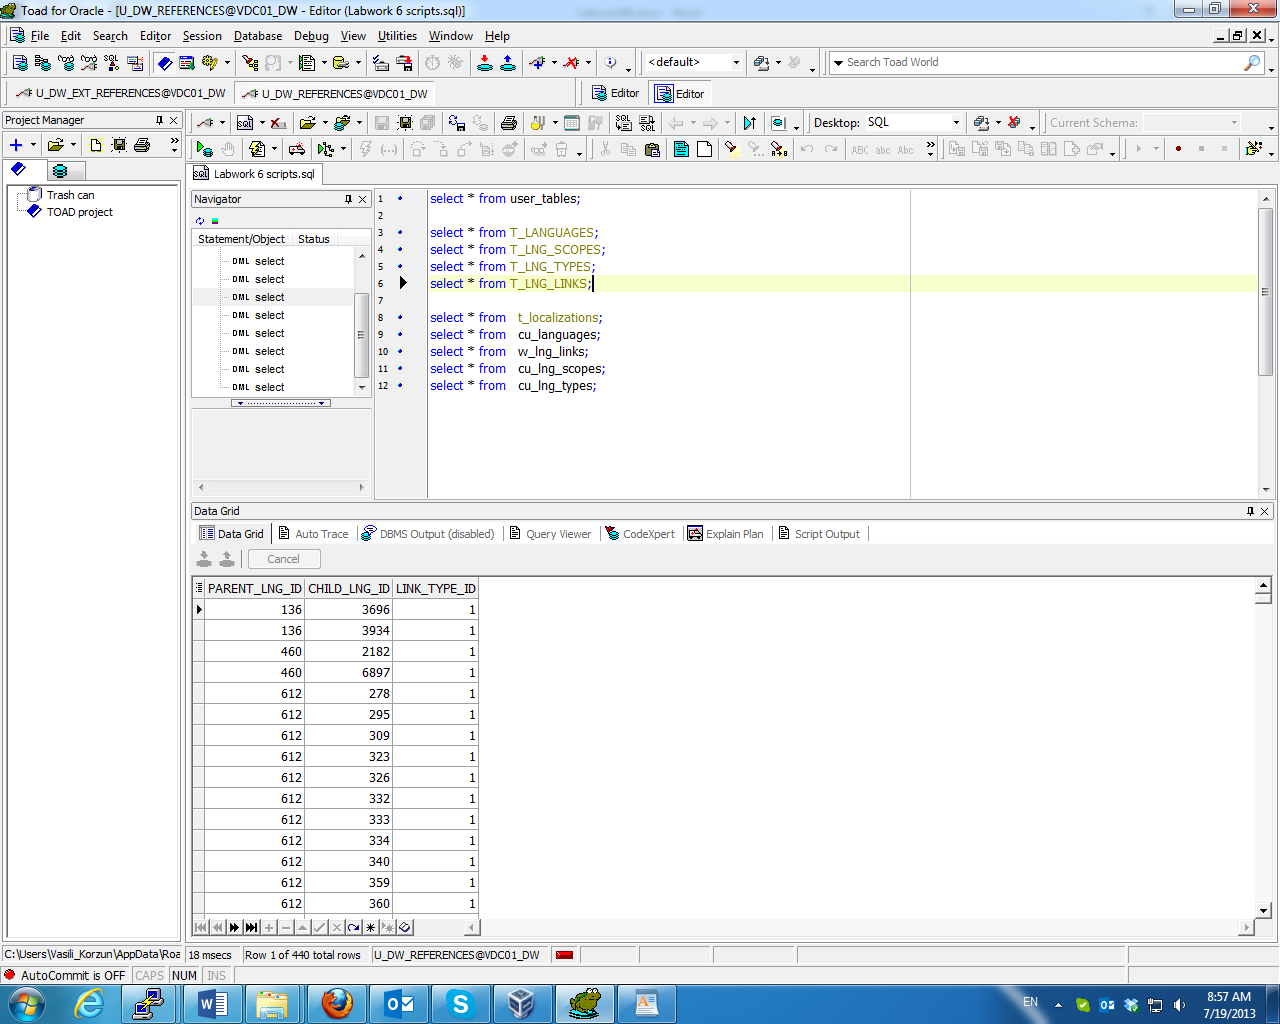 Toad for Oracle - [U_DW_REFERENCES@VDC01_DW - Editor (Labwork 6 scripts.sql)]
File Edit Search Editor Session Database Debug View Utilities Window Help
SQL <default> Search Toad World
U_DW_EXT_REFERENCES@VDC01_DW U_DW_REFERENCES@VDC01_DW Editor Editor
Project Manager
Desktop: SQL Current Schema:
ABC abc Abc
Labwork 6 scripts.sql
Trash can
TOAD project
Navigator
Statement/Object Status
DML select
DML select
DML select
DML select
DML select
DML select
DML select
DML select
1 select * from user_tables;
2
3 select * from T_LANGUAGES;
4 select * from T_LNG_SCOPES;
5 select * from T_LNG_TYPES;
6 select * from T_LNG_LINKS;
7
8 select * from t_localizations;
9 select * from cu_languages;
10 select * from w_lng_links;
11 select * from cu_lng_scopes;
12 select * from cu_lng_types;
Data Grid
Data Grid Auto Trace DBMS Output (disabled) Query Viewer CodeXpert Explain Plan Script Output
Cancel
PARENT_LNG_ID CHILD_LNG_ID LINK_TYPE_ID
136 3696 1
136 3934 1
460 2182 1
460 6897 1
612 278 1
612 295 1
612 309 1
612 323 1
612 326 1
612 332 1
612 333 1
612 334 1
612 340 1
612 359 1
612 360 1
C:\Users\Vasili_Korzun\AppData\Roa 18 msecs Row 1 of 440 total rows U_DW_REFERENCES@VDC01_DW
AutoCommit is OFF CAPS NUM INS
EN 8:57 AM
7/19/2013